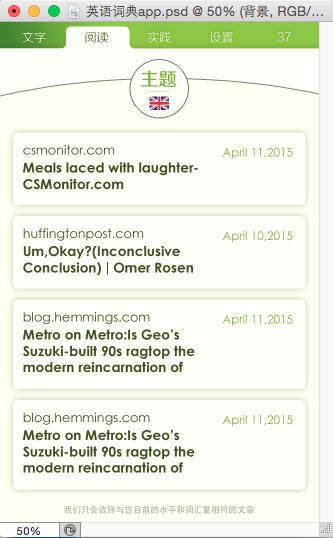 英语词典app.psd @ 50% (背景, RGB/...
文字 阅读 实践 设置 37
主题
csmonitor.com
April 11,2015
Meals laced with laughter-
CSMonitor.com
huffingtonpost.com
April 10,2015
Um,Okay?(Inconclusive
Conclusion) | Omer Rosen
blog.hemmings.com
April 11,2015
Metro on Metro:Is Geo's
Suzuki-built 90s ragtop the
modern reincarnation of
blog.hemmings.com
April 11,2015
Metro on Metro:Is Geo's
Suzuki-built 90s ragtop the
modern reincarnation of
我们只会选择与您目前的水平和词汇量相符的文章
50%